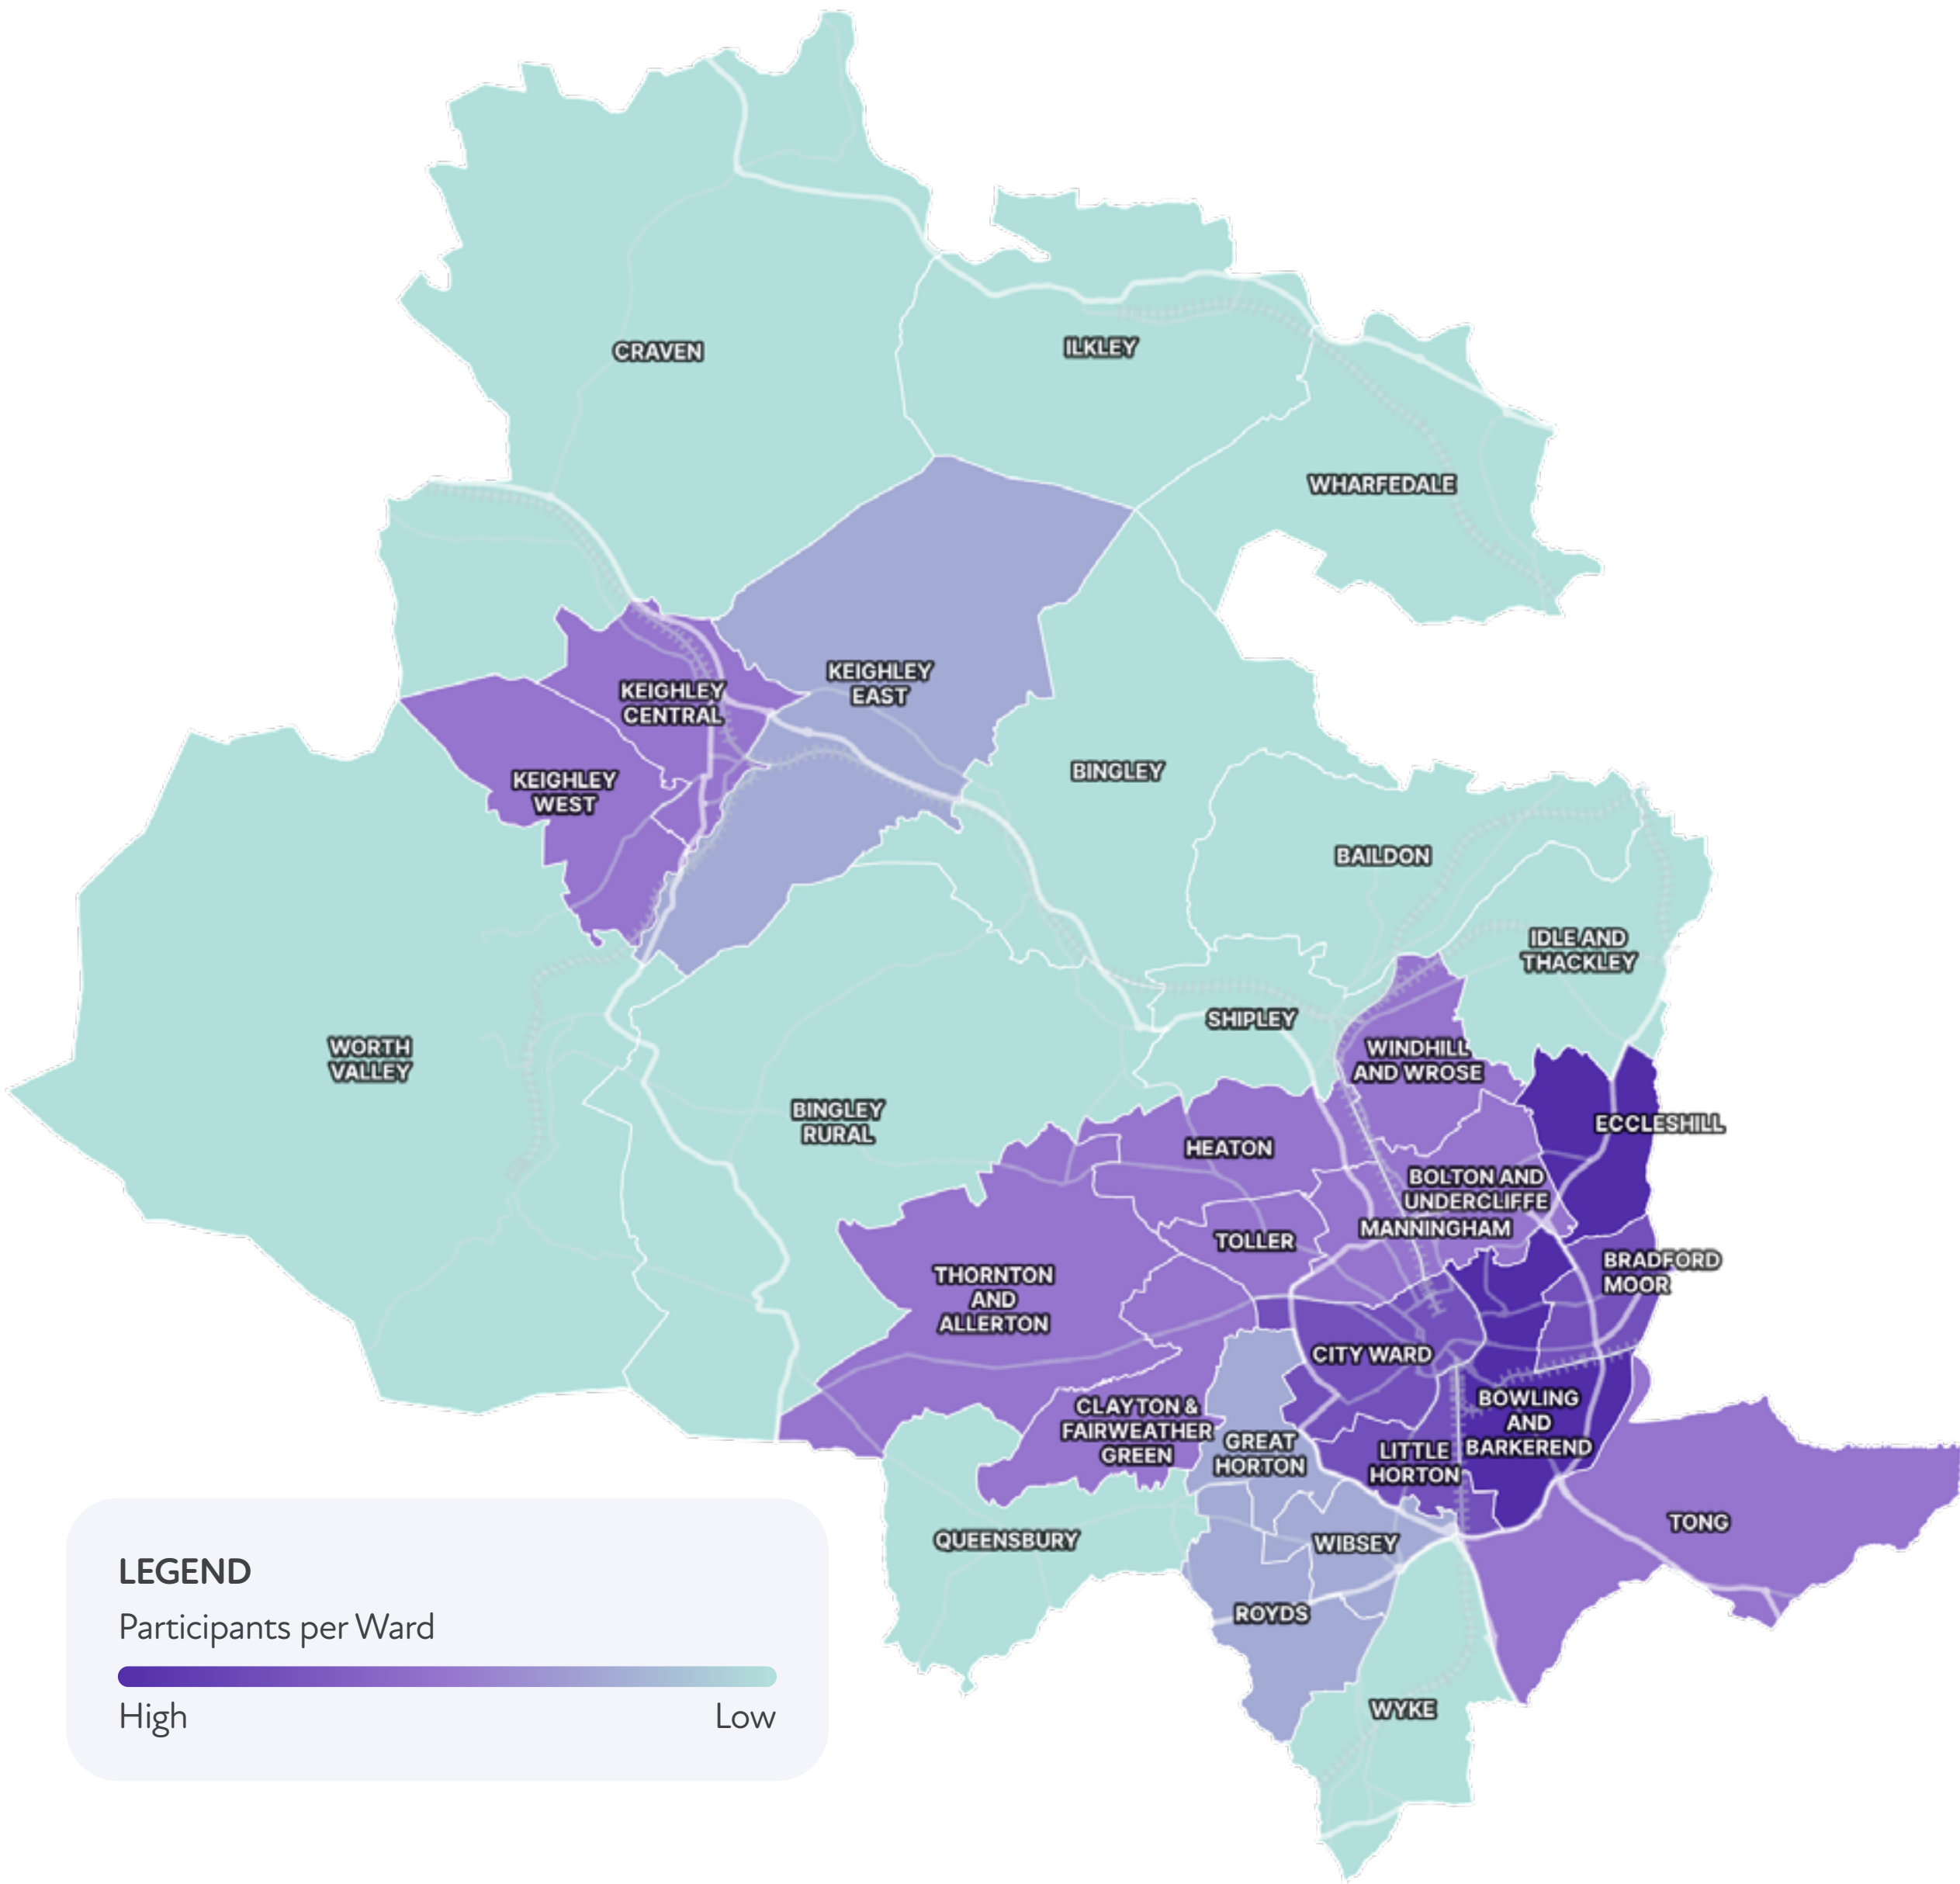 CRAVEN
ILKLEY
WHARFEDALE
KEIGHLEY
EAST
KEIGHLEY
CENTRAL
KEIGHLEY
WEST
BINGLEY
BAILDON
IDLE AND
THACKLEY
SHIPLEY
WORTH
VALLEY
WINDHILL
AND WROSE
BINGLEY
RURAL
ECCLESHILL
HEATON
BOLTON AND
UNDERCLIFFE
MANNINGHAM
TOLLER
BRADFORD
MOOR
THORNTON
AND
ALLERTON
CITY WARD
CLAYTON &
FAIRWEATHER
GREEN
GREAT
HORTON
LITTLE
HORTON
BOWLING
AND
BARKEREND
TONG
QUEENSBURY
WIBSEY
ROYDS
WYKE
LEGEND
Participants per Ward
High
Low